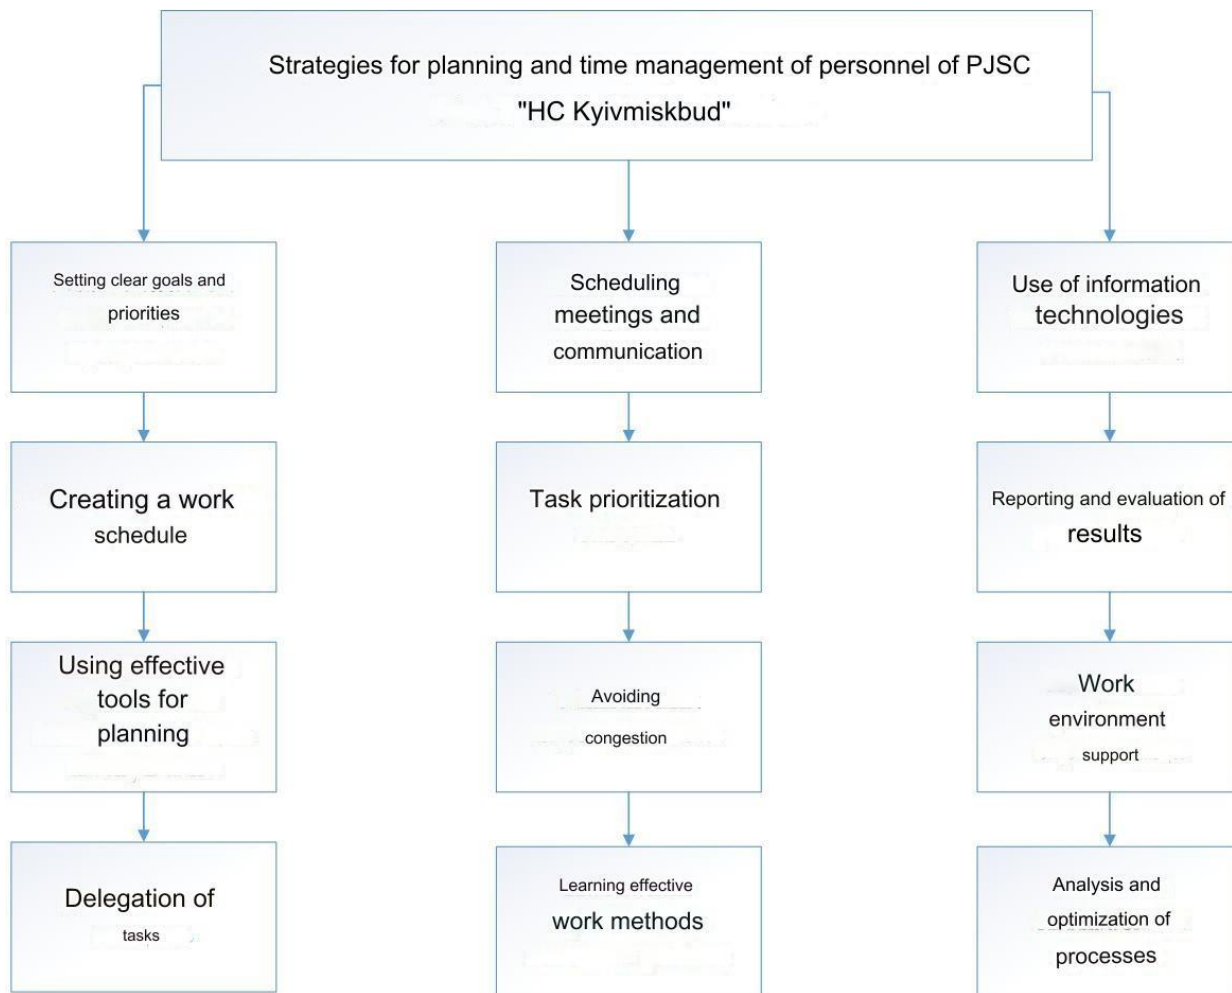 Strategies for planning and time management of personnel of PJSC
"HC Kyivmiskbud"
Setting clear goals and
priorities
Creating a work
schedule
Using effective
tools for
planning
Delegation of
tasks
Scheduling
meetings and
communication
Task prioritization
Avoiding
congestion
Learning effective
work methods
Use of information
technologies
Reporting and evaluation of
results
Work
environment
support
Analysis and
optimization of
processes